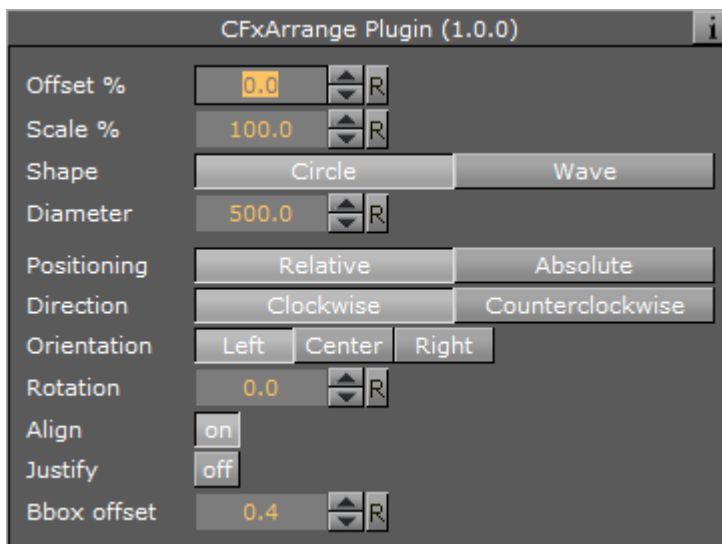 CFxArrange Plugin (1.0.0) i
Offset % 0.0 R
Scale % 100.0 R
Shape Circle Wave
Diameter 500.0 R
Positioning Relative Absolute
Direction Clockwise Counterclockwise
Orientation Left Center Right
Rotation 0.0 R
Align on
Justify off
Bbox offset 0.4 R